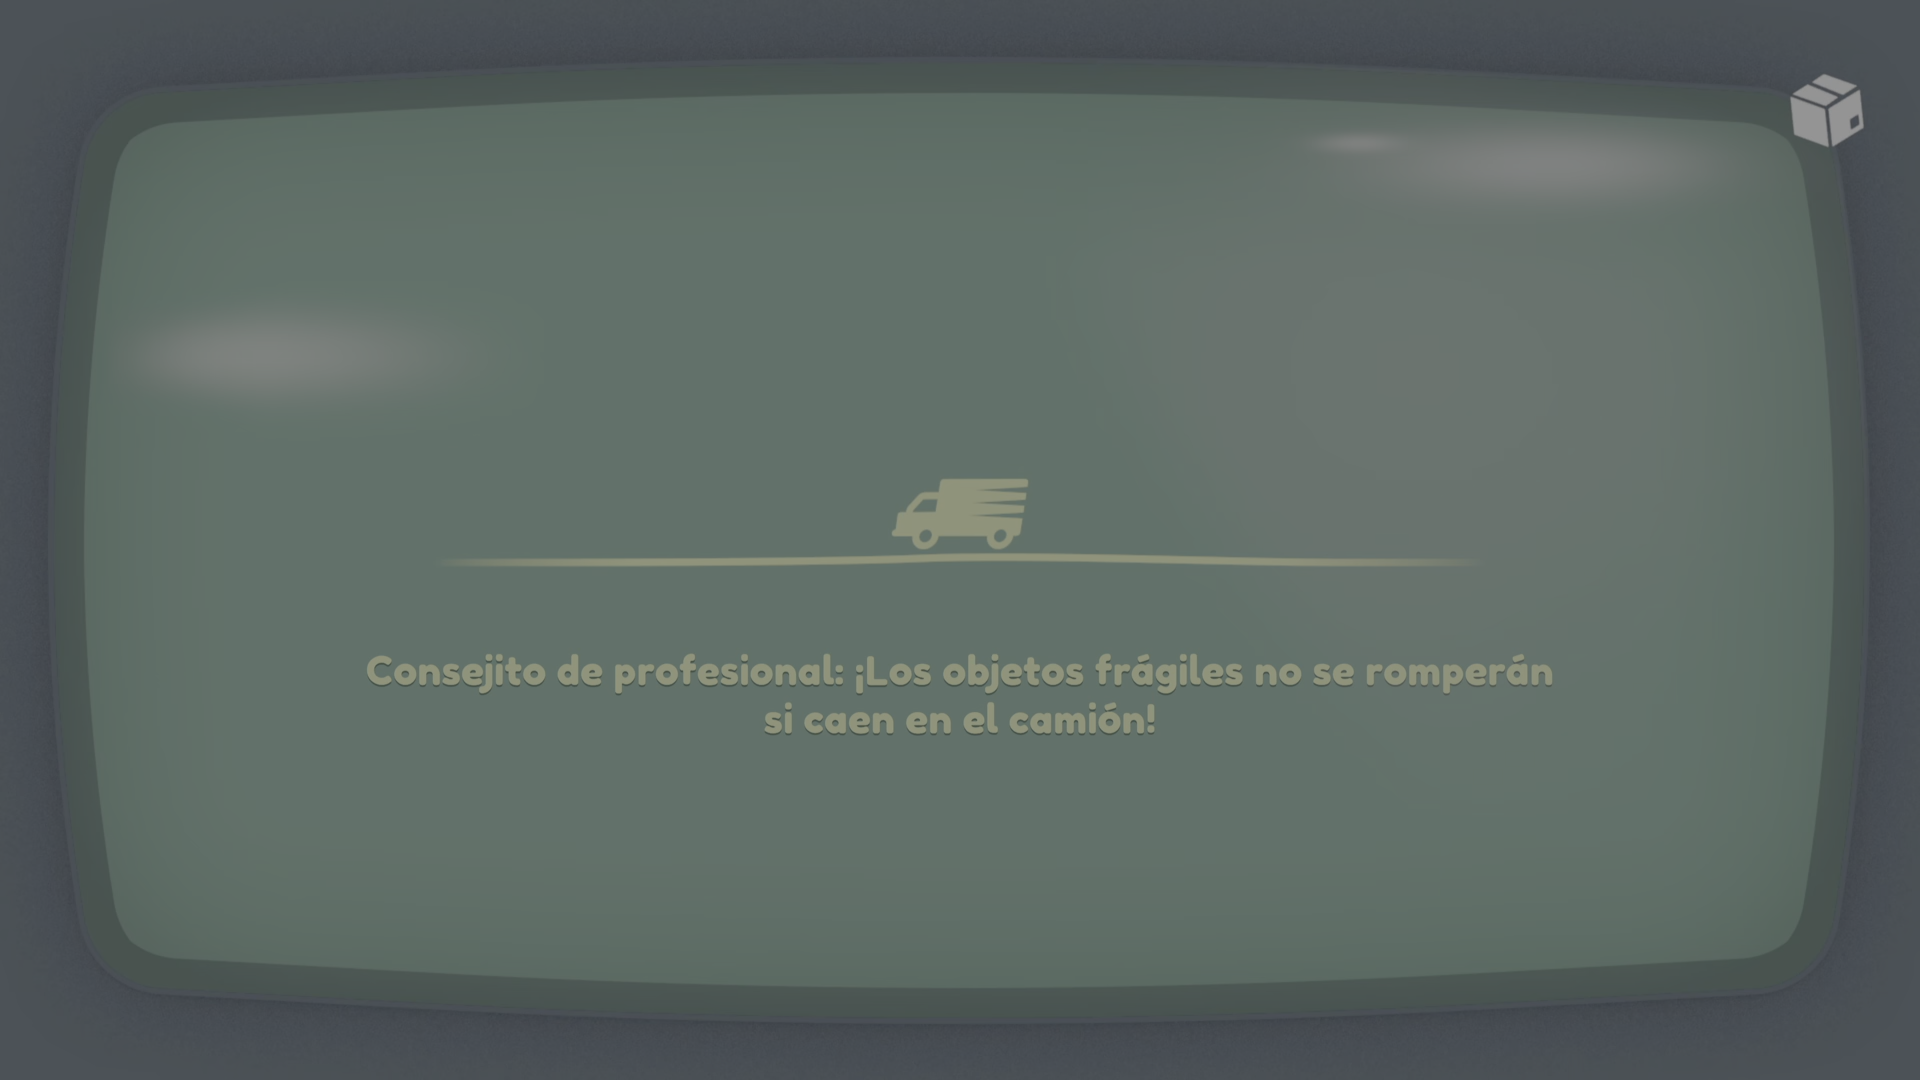 Consejito de profesional: ¡Los objetos frágiles no se romperán
si caen en el camión!